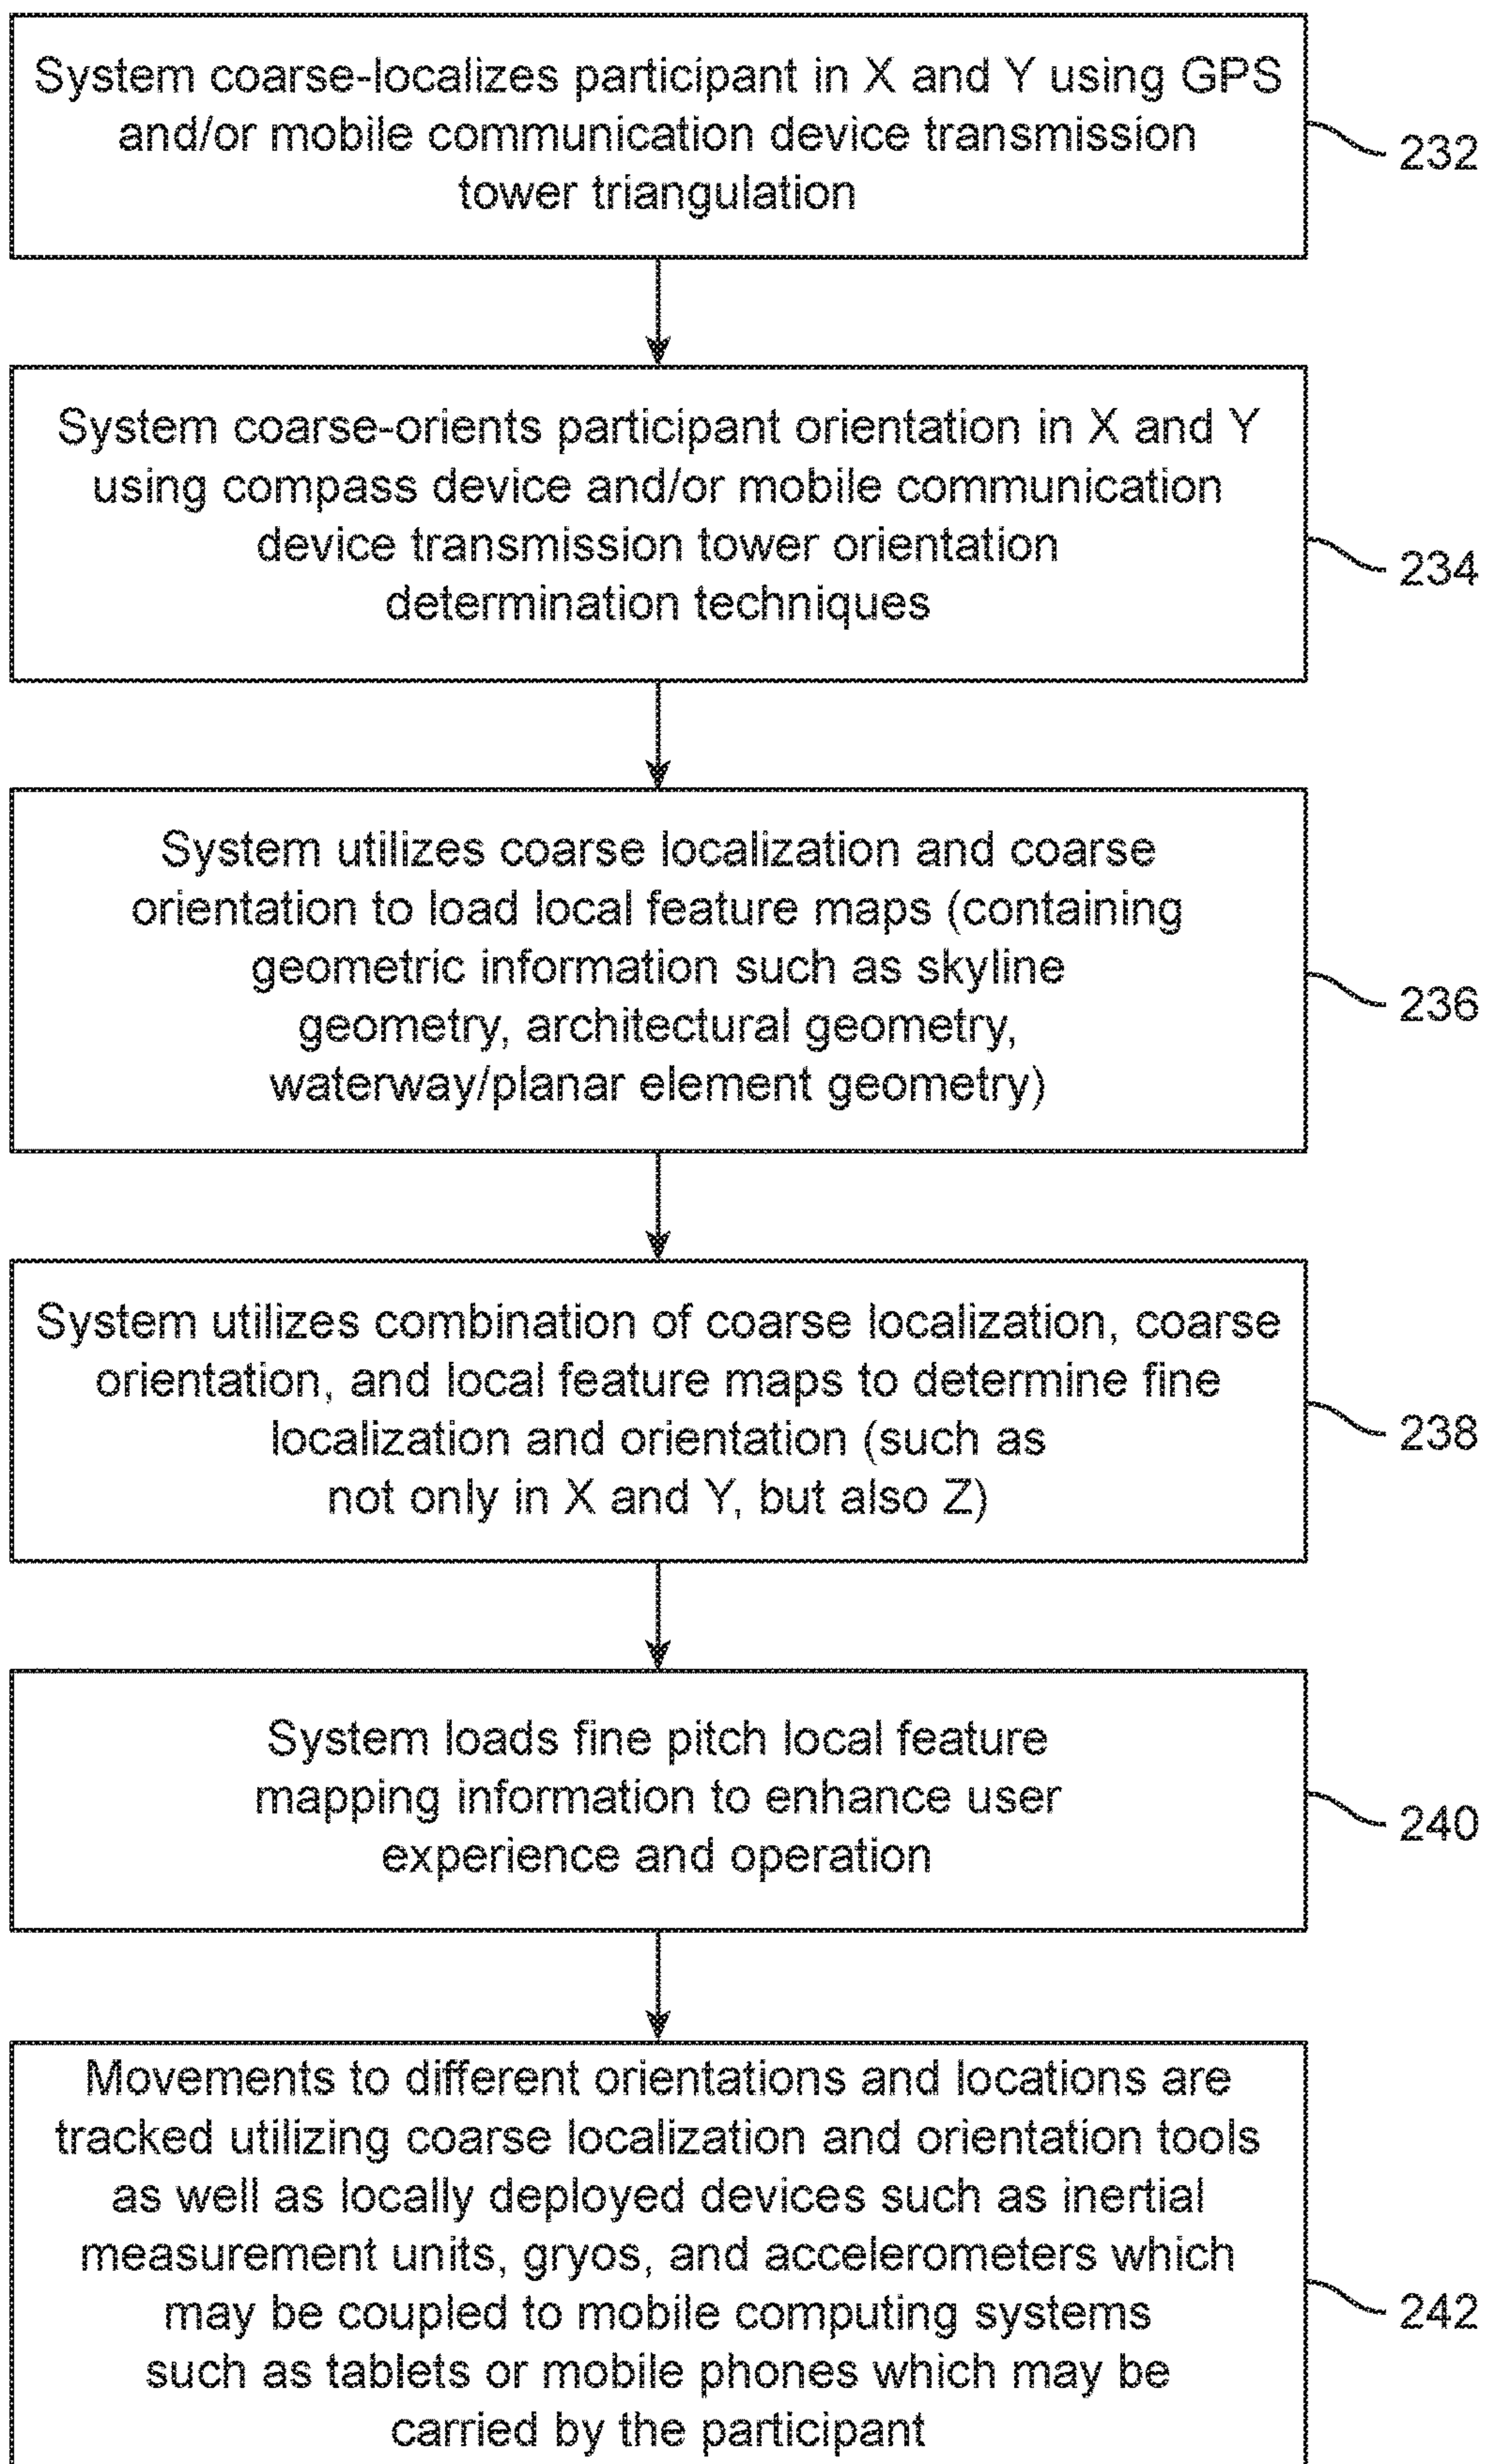 System coarse-localizes participant in X and Y using GPS
and/or mobile communication device transmission
tower triangulation
232
System coarse-orients participant orientation in X and Y
using compass device and/or mobile communication
device transmission tower orientation
determination techniques
234
System utilizes coarse localization and coarse
orientation to load local feature maps (containing
geometric information such as skyline
geometry, architectural geometry,
waterway/planar element geometry)
236
System utilizes combination of coarse localization, coarse
orientation, and local feature maps to determine fine
localization and orientation (such as
not only in X and Y, but also Z)
238
System loads fine pitch local feature
mapping information to enhance user
experience and operation
240
Movements to different orientations and locations are
tracked utilizing coarse localization and orientation tools
as well as locally deployed devices such as inertial
measurement units, gryos, and accelerometers which
may be coupled to mobile computing systems
such as tablets or mobile phones which may be
carried by the participant
242